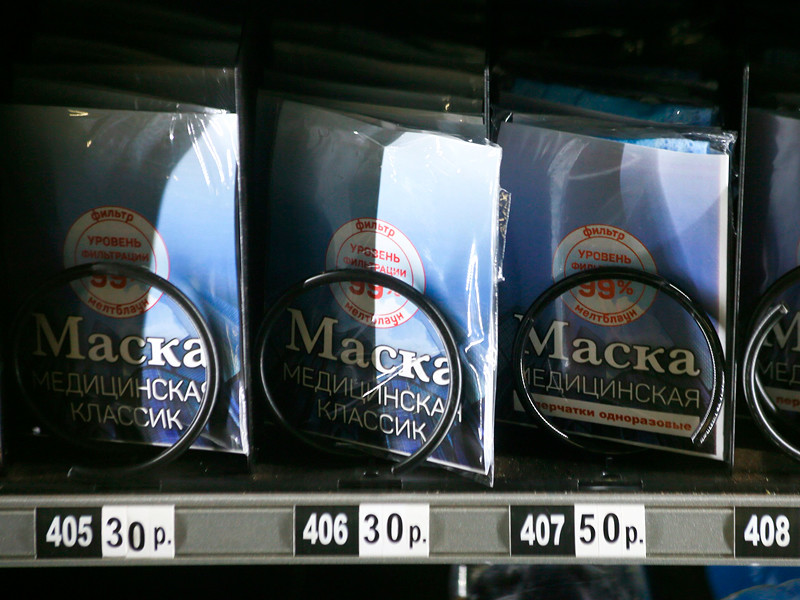 фильтр
УРОВЕНЬ
ФИЛЬТРАЦИИ
99%
мелтблаун
Маска
МЕДИЦИНСКАЯ
КЛАССИК
фильтр
УРОВЕНЬ
ФИЛЬТРАЦИИ
99%
мелтблаун
Маска
МЕДИЦИНСКАЯ
КЛАССИК
фильтр
УРОВЕНЬ
ФИЛЬТРАЦИИ
99%
мелтблаун
Маска
МЕДИЦИНСКАЯ
перчатки одноразовые
405 30 р.
406 30 р.
407 50 р.
408